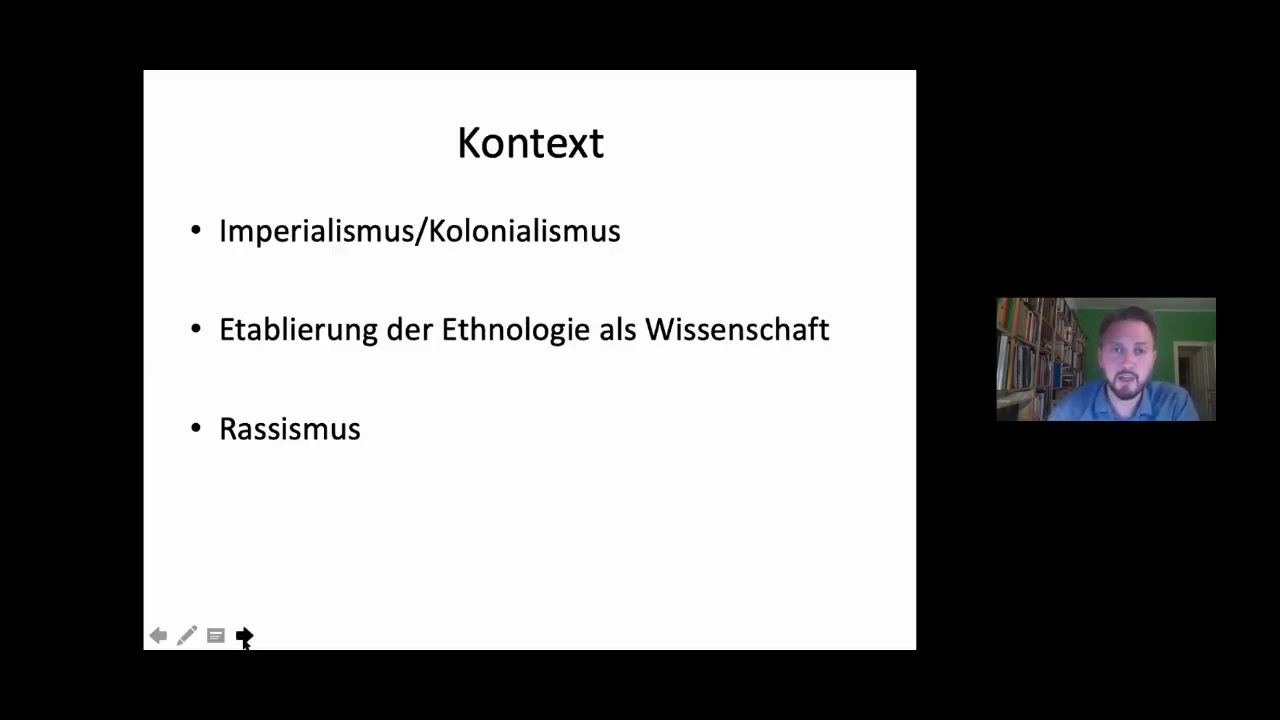 Kontext
• Imperialismus/Kolonialismus
• Etablierung der Ethnologie als Wissenschaft
• Rassismus